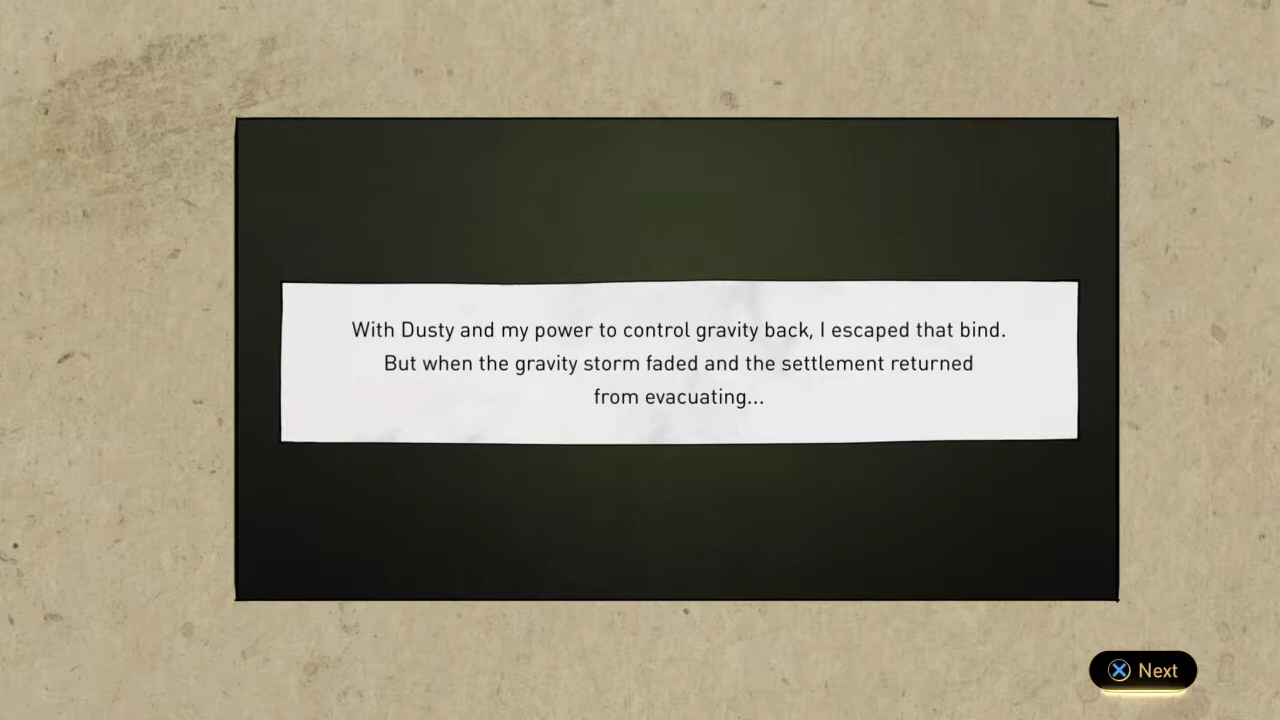 With Dusty and my power to control gravity back, I escaped that bind.
But when the gravity storm faded and the settlement returned
from evacuating...
Next